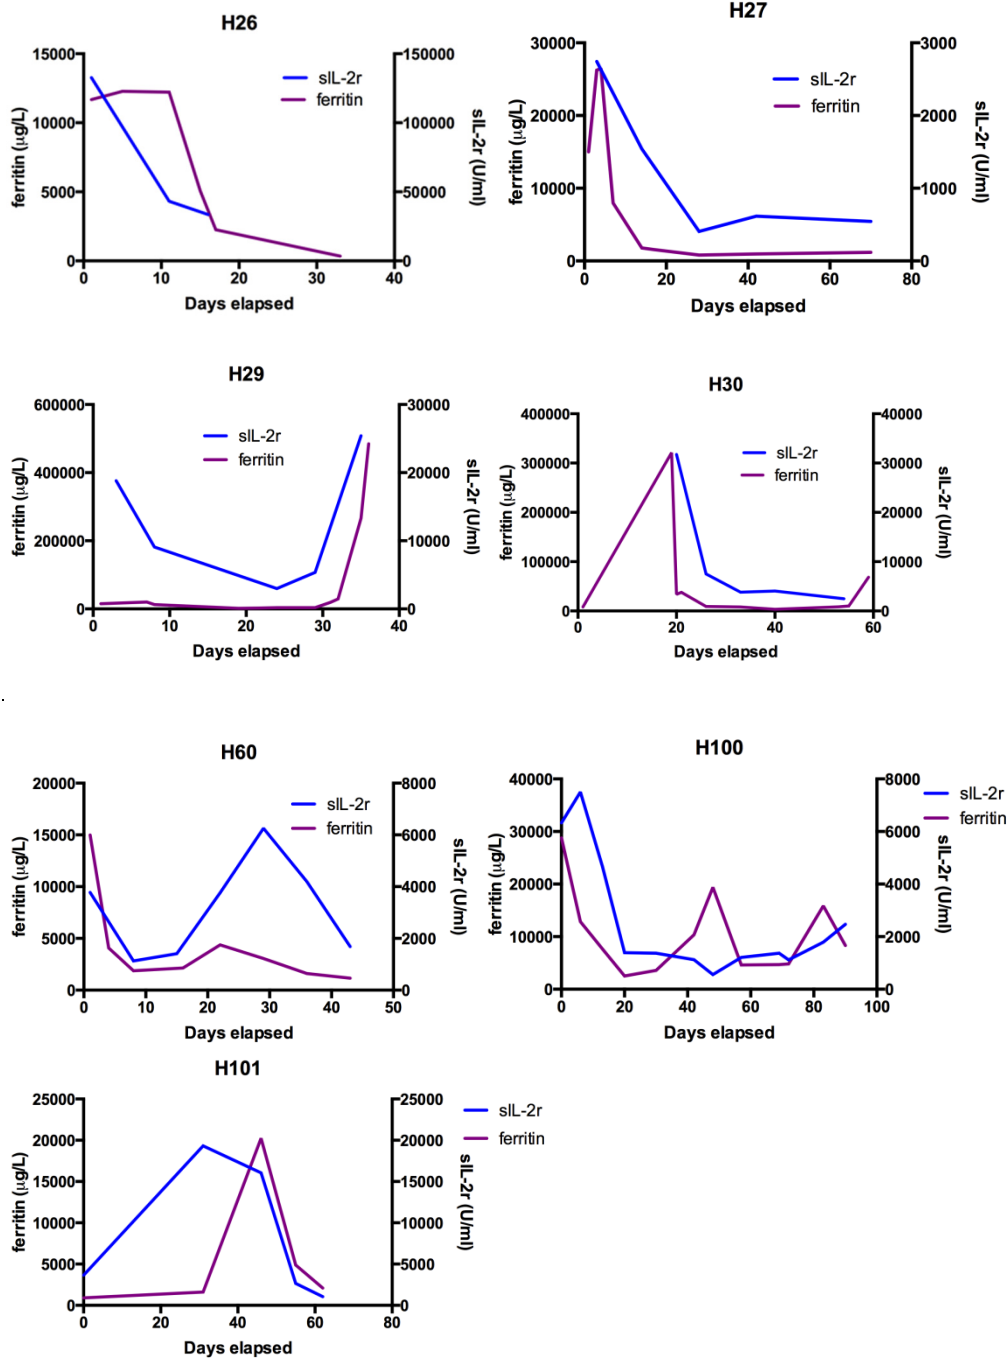 H26
15000
10000
5000
0
ferritin (µg/L)
150000
100000
50000
0
sIL-2r (U/ml)
sIL-2r
ferritin
0 10 20 30 40
Days elapsed
H27
30000
20000
10000
0
ferritin (µg/L)
3000
2000
1000
0
sIL-2r (U/ml)
sIL-2r
ferritin
0 20 40 60 80
Days elapsed
H29
600000
400000
200000
0
ferritin (µg/L)
30000
20000
10000
0
sIL-2r (U/ml)
sIL-2r
ferritin
0 10 20 30 40
Days elapsed
H30
400000
300000
200000
100000
0
ferritin (µg/L)
40000
30000
20000
10000
0
sIL-2r (U/ml)
sIL-2r
ferritin
0 20 40 60
Days elapsed
.
H60
20000
15000
10000
5000
0
ferritin (µg/L)
8000
6000
4000
2000
0
sIL-2r (U/ml)
sIL-2r
ferritin
0 10 20 30 40 50
Days elapsed
H100
40000
30000
20000
10000
0
ferritin (µg/L)
8000
6000
4000
2000
0
sIL-2r (U/ml)
sIL-2r
ferritin
0 20 40 60 80 100
Days elapsed
H101
25000
20000
15000
10000
5000
0
ferritin (µg/L)
25000
20000
15000
10000
5000
0
sIL-2r (U/ml)
sIL-2r
ferritin
0 20 40 60 80
Days elapsed